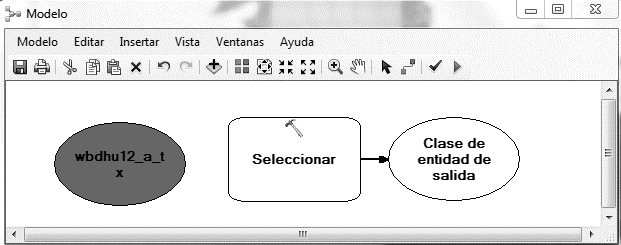 Modelo
Modelo Editar Insertar Vista Ventanas Ayuda
wbdhu12_a_t
x
Seleccionar
Clase de
entidad de
salida